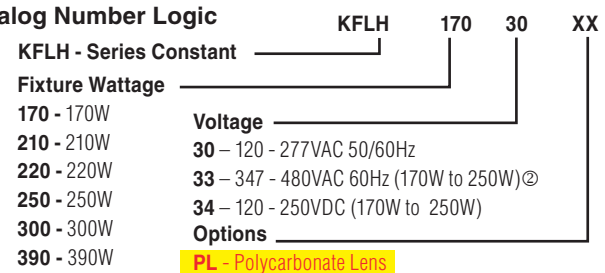 alog Number Logic
KFLH 170 30 XX
KFLH - Series Constant
Fixture Wattage
170 - 170W
210 - 210W
220 - 220W
250 - 250W
300 - 300W
390 - 390W
Voltage
30 – 120 - 277VAC 50/60Hz
33 – 347 - 480VAC 60Hz (170W to 250W)②
34 – 120 - 250VDC (170W to 250W)
Options
PL - Polycarbonate Lens